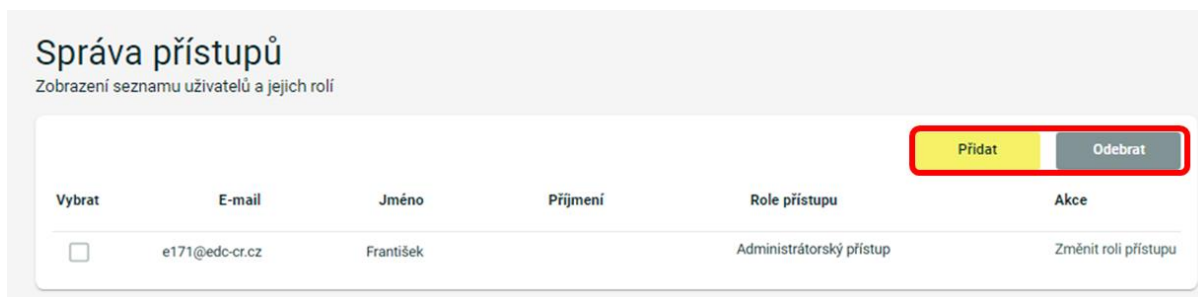 Správa přístupů
Zobrazení seznamu uživatelů a jejich rolí
Přidat Odebrat
Vybrat E-mail Jméno Příjmení Role přístupu Akce
e171@edc-cr.cz František Administrátorský přístup Změnit roli přístupu